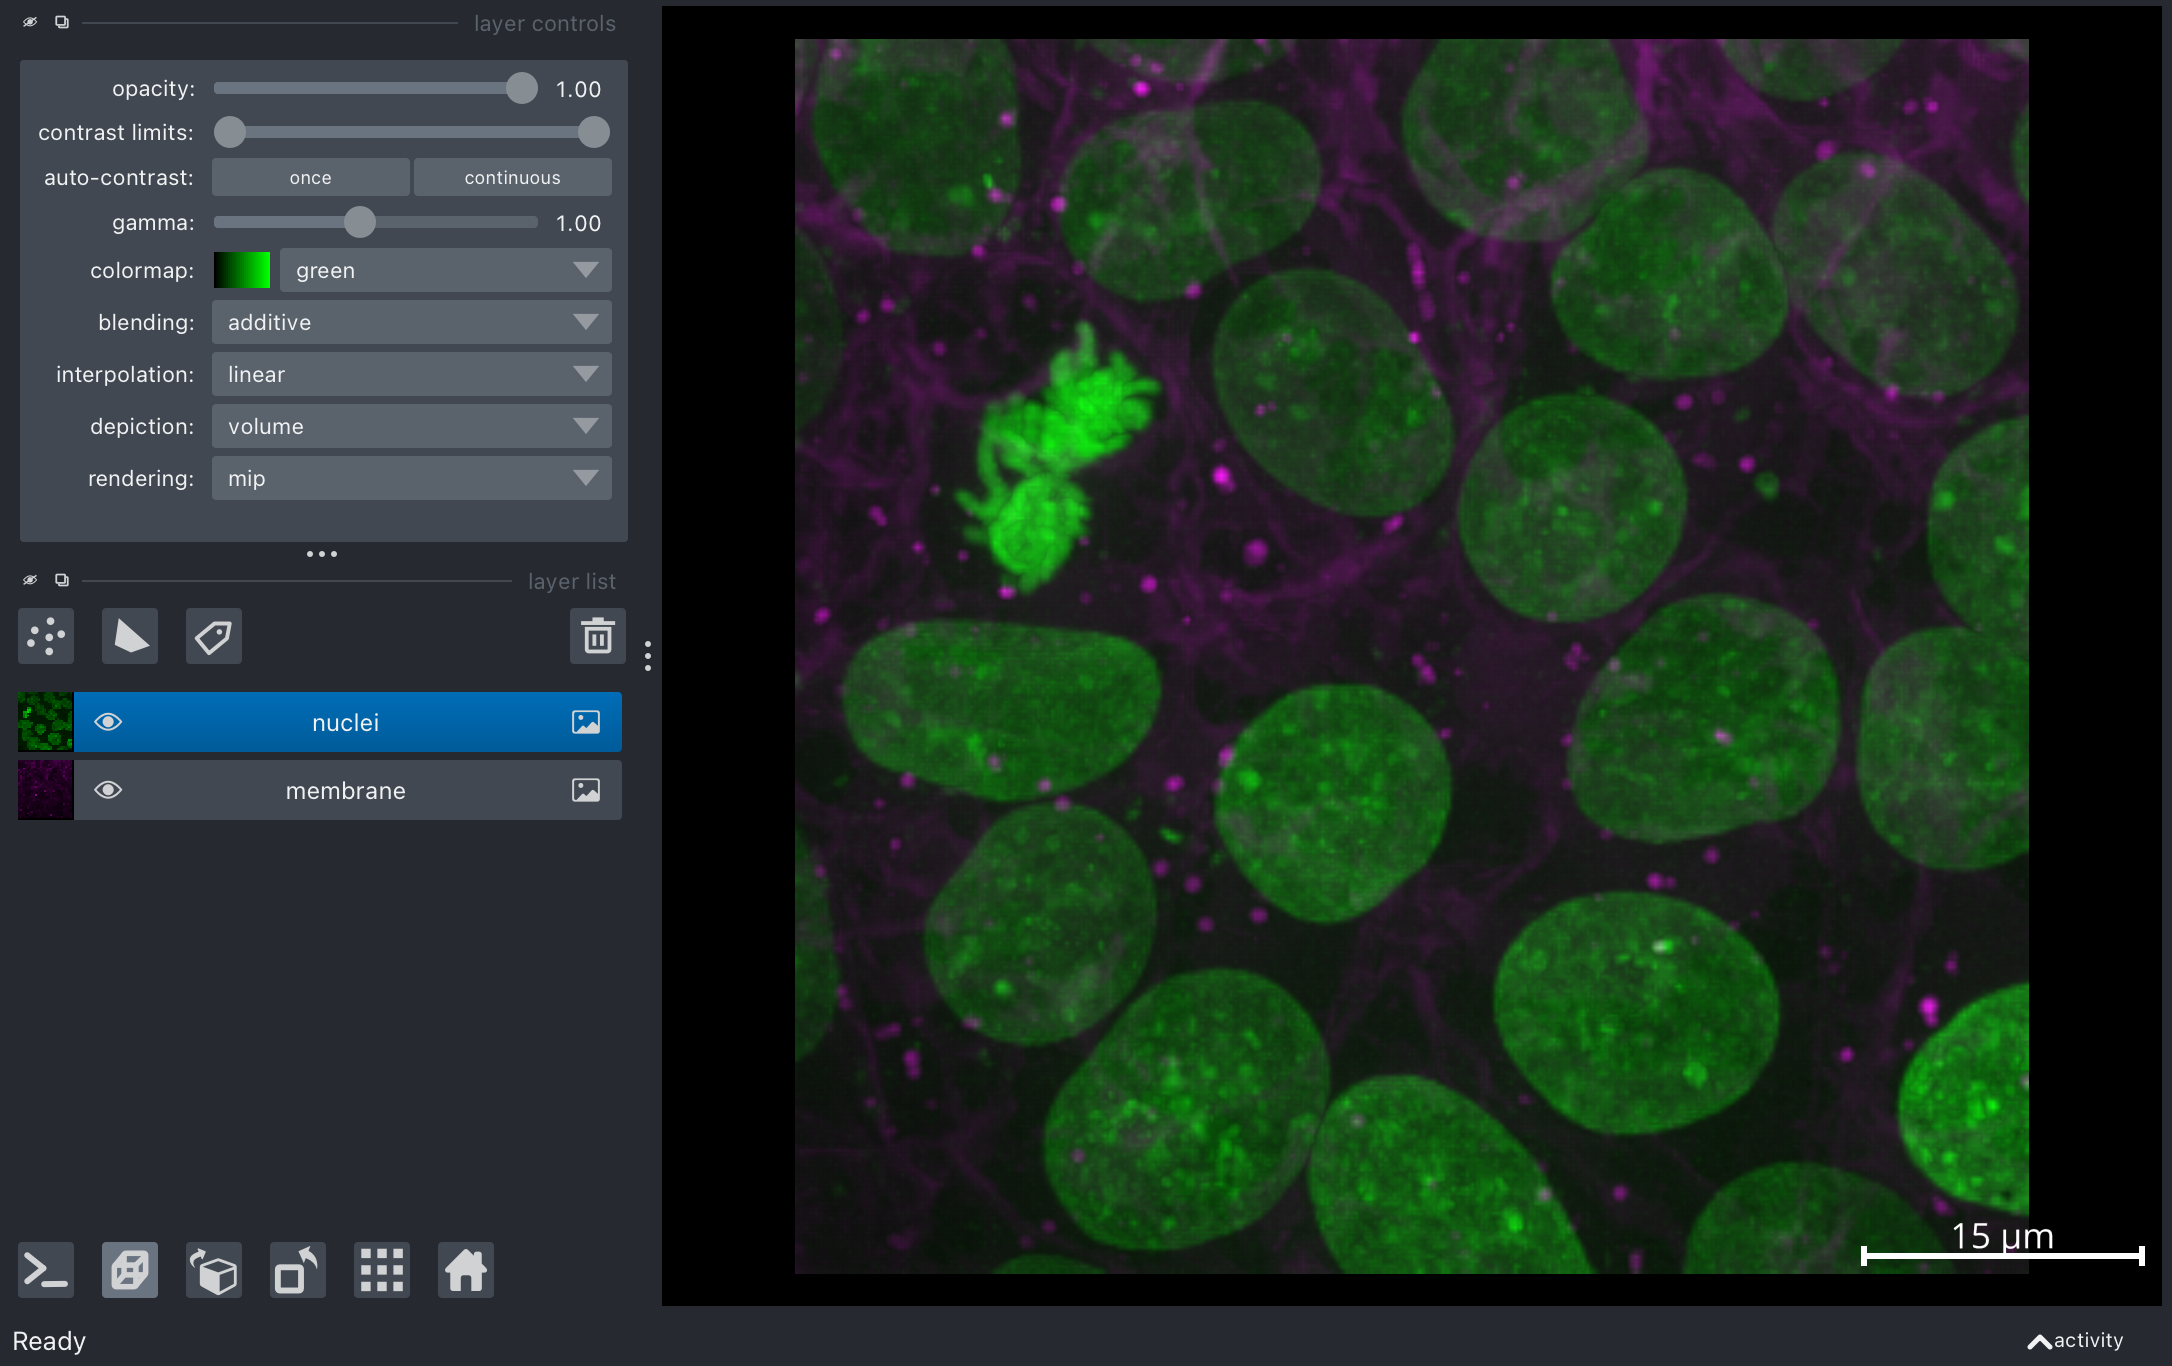 layer controls
opacity: 1.00
contrast limits:
auto-contrast: once continuous
gamma: 1.00
colormap: green
blending: additive
interpolation: linear
depiction: volume
rendering: mip
layer list
nuclei
membrane
15 µm
Ready
activity